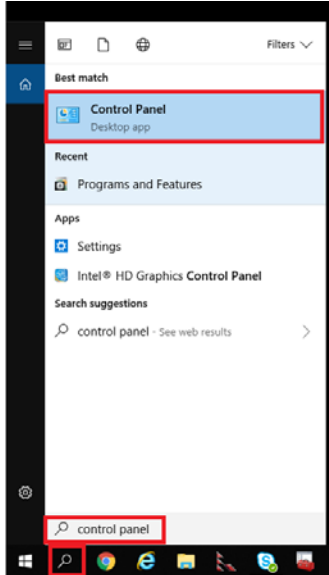 Filters
Best match
Control Panel
Desktop app
Recent
Programs and Features
Apps
Settings
Intel® HD Graphics Control Panel
Search suggestions
control panel - See web results
control panel